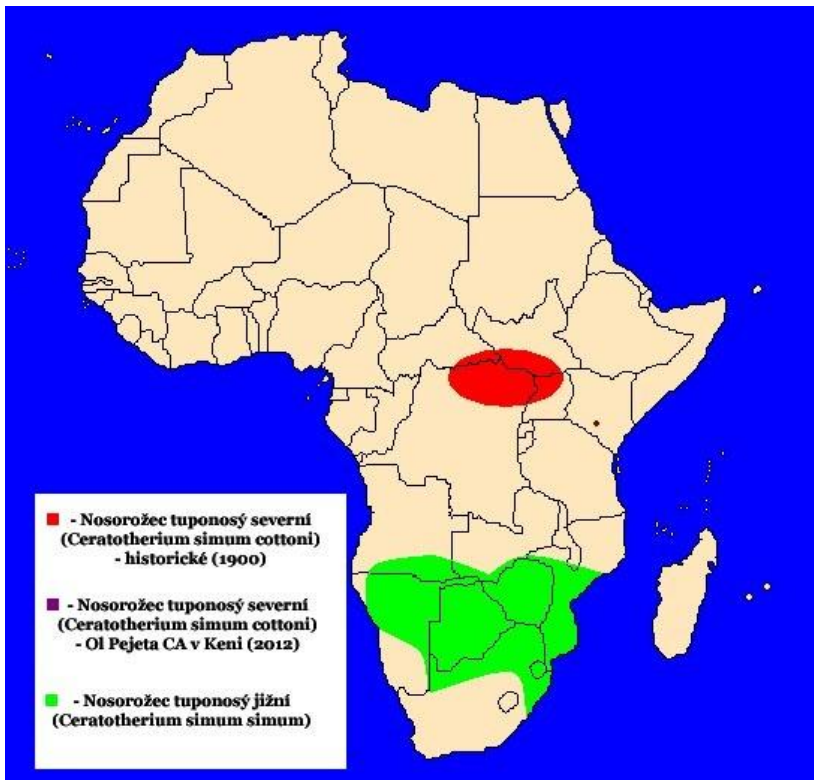 - Nosorožec tuponosý severní
(Ceratotherium simum cottoni)
- historické (1900)
- Nosorožec tuponosý severní
(Ceratotherium simum cottoni)
- Ol Pejeta CA v Keni (2012)
- Nosorožec tuponosý jižní
(Ceratotherium simum simum)